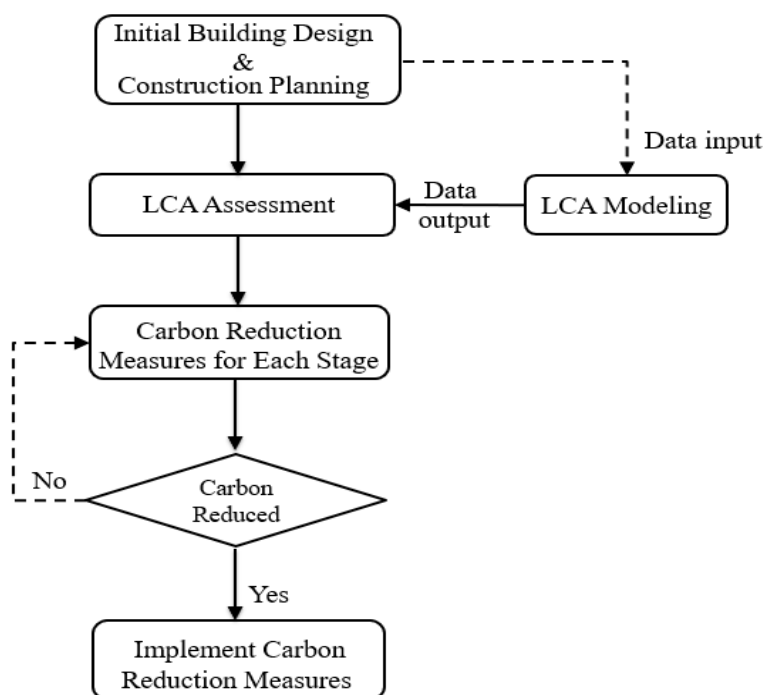 Initial Building Design
&
Construction Planning
Data input
LCA Assessment
Data
output
LCA Modeling
Carbon Reduction
Measures for Each Stage
No
Carbon
Reduced
Yes
Implement Carbon
Reduction Measures